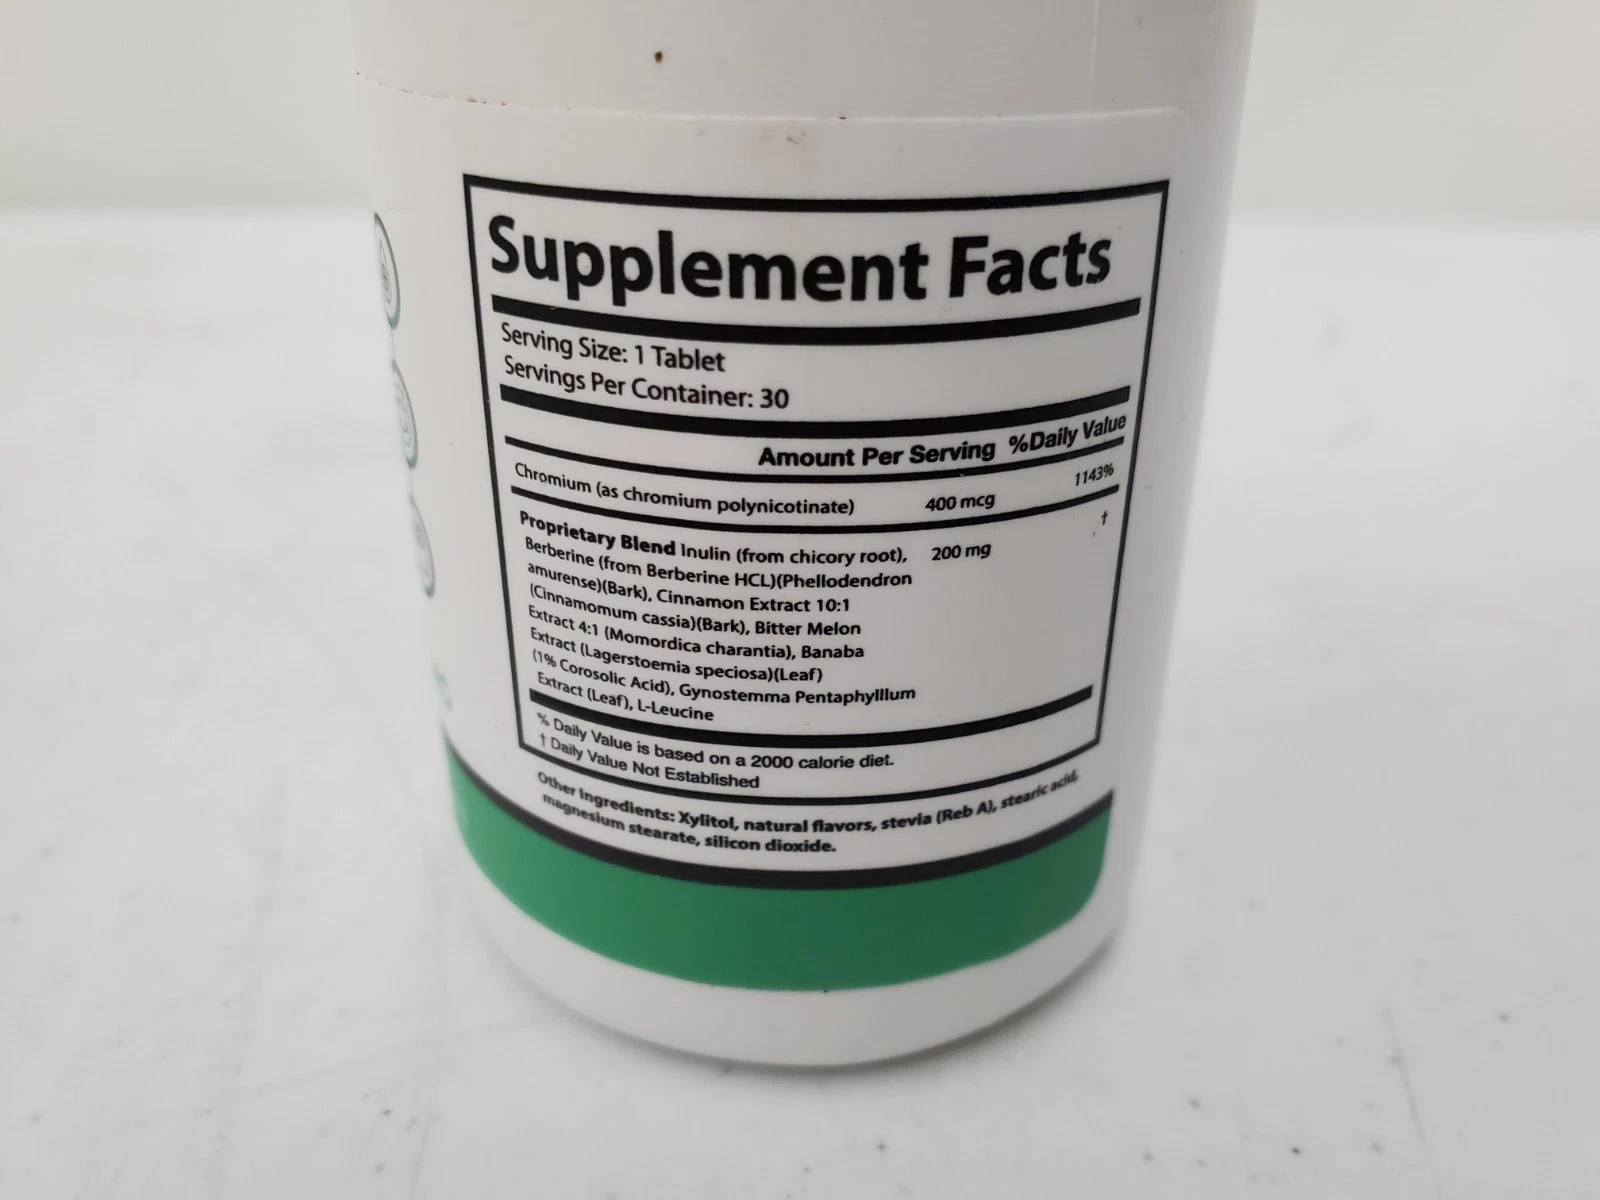 Supplement Facts
Serving Size: 1 Tablet
Servings Per Container: 30
Amount Per Serving %Daily Value
Chromium (as chromium polynicotinate) 400 mcg 1143%
Proprietary Blend Inulin (from chicory root), 200 mg †
Berberine (from Berberine HCL)(Phellodendron
amurense)(Bark), Cinnamon Extract 10:1
(Cinnamomum cassia)(Bark), Bitter Melon
Extract 4:1 (Momordica charantia), Banaba
Extract (Lagerstoemia speciosa)(Leaf)
(1% Corosolic Acid), Gynostemma Pentaphylllum
Extract (Leaf), L-Leucine
% Daily Value is based on a 2000 calorie diet.
† Daily Value Not Established
Other Ingredients: Xylitol, natural flavors, stevia (Reb A), stearic acid,
magnesium stearate, silicon dioxide.